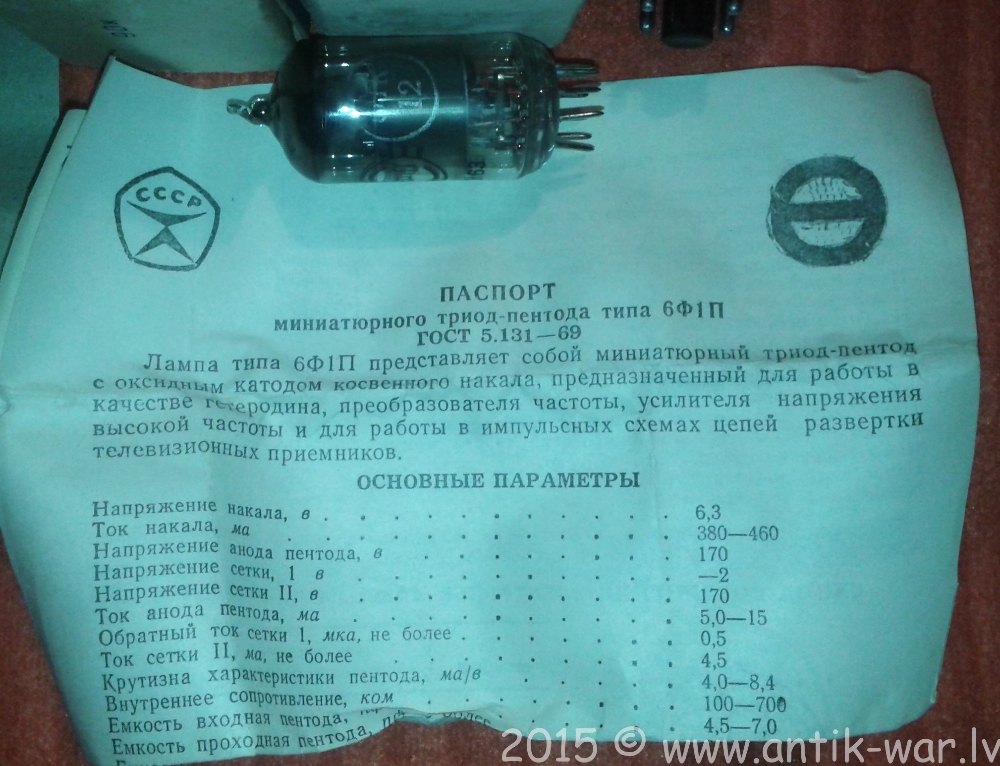 12
63
СССР
ПАСПОРТ
миниатюрного триод-пентода типа 6Ф1П
ГОСТ 5.131—69
Лампа типа 6Ф1П представляет собой миниатюрный триод-пентод
с оксидным катодом косвенного накала, предназначенный для работы в
качестве гетеродина, преобразователя частоты, усилителя напряжения
высокой частоты и для работы в импульсных схемах цепей развертки
телевизионных приемников.
ОСНОВНЫЕ ПАРАМЕТРЫ
Напряжение накала, в . . . . . . . . . . . 6,3
Ток накала, ма . . . . . . . . . . . 380—460
Напряжение анода пентода, в . . . . . . . . 170
Напряжение сетки, 1 в . . . . . . . . . . —2
Напряжение сетки II, в . . . . . . . . . . 170
Ток анода пентода, ма . . . . . . . . . . 5,0—15
Обратный ток сетки 1, мка, не более . . . . . . . 0,5
Ток сетки II, ма, не более . . . . . . . . 4,5
Крутизна характеристики пентода, ма/в . . . . . . 4,0—8,4
Внутреннее сопротивление, ком . . . . . . . . 100—700
Емкость входная пентода, . . . . . 4,5—7,0
Емкость проходная пентода, более
2015 © www.antik-war.lv